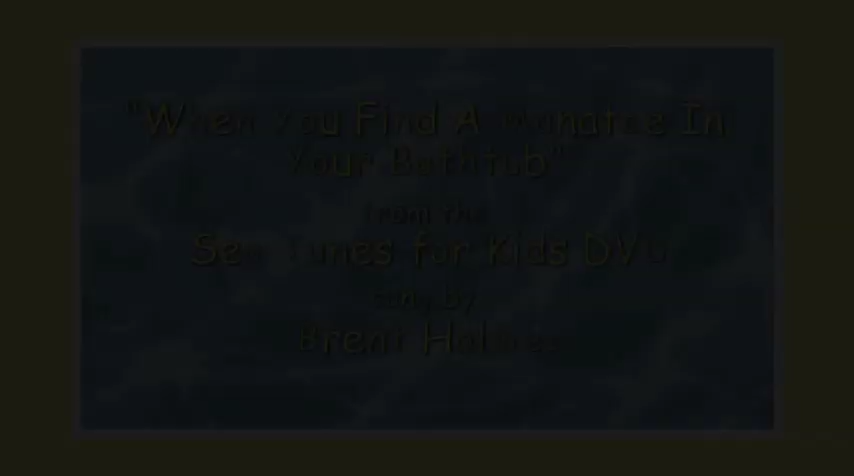 "When You Find A Manatee In
Your Bathtub"
from the
Sea Tunes for Kids DVD
sung by
Brent Holmes